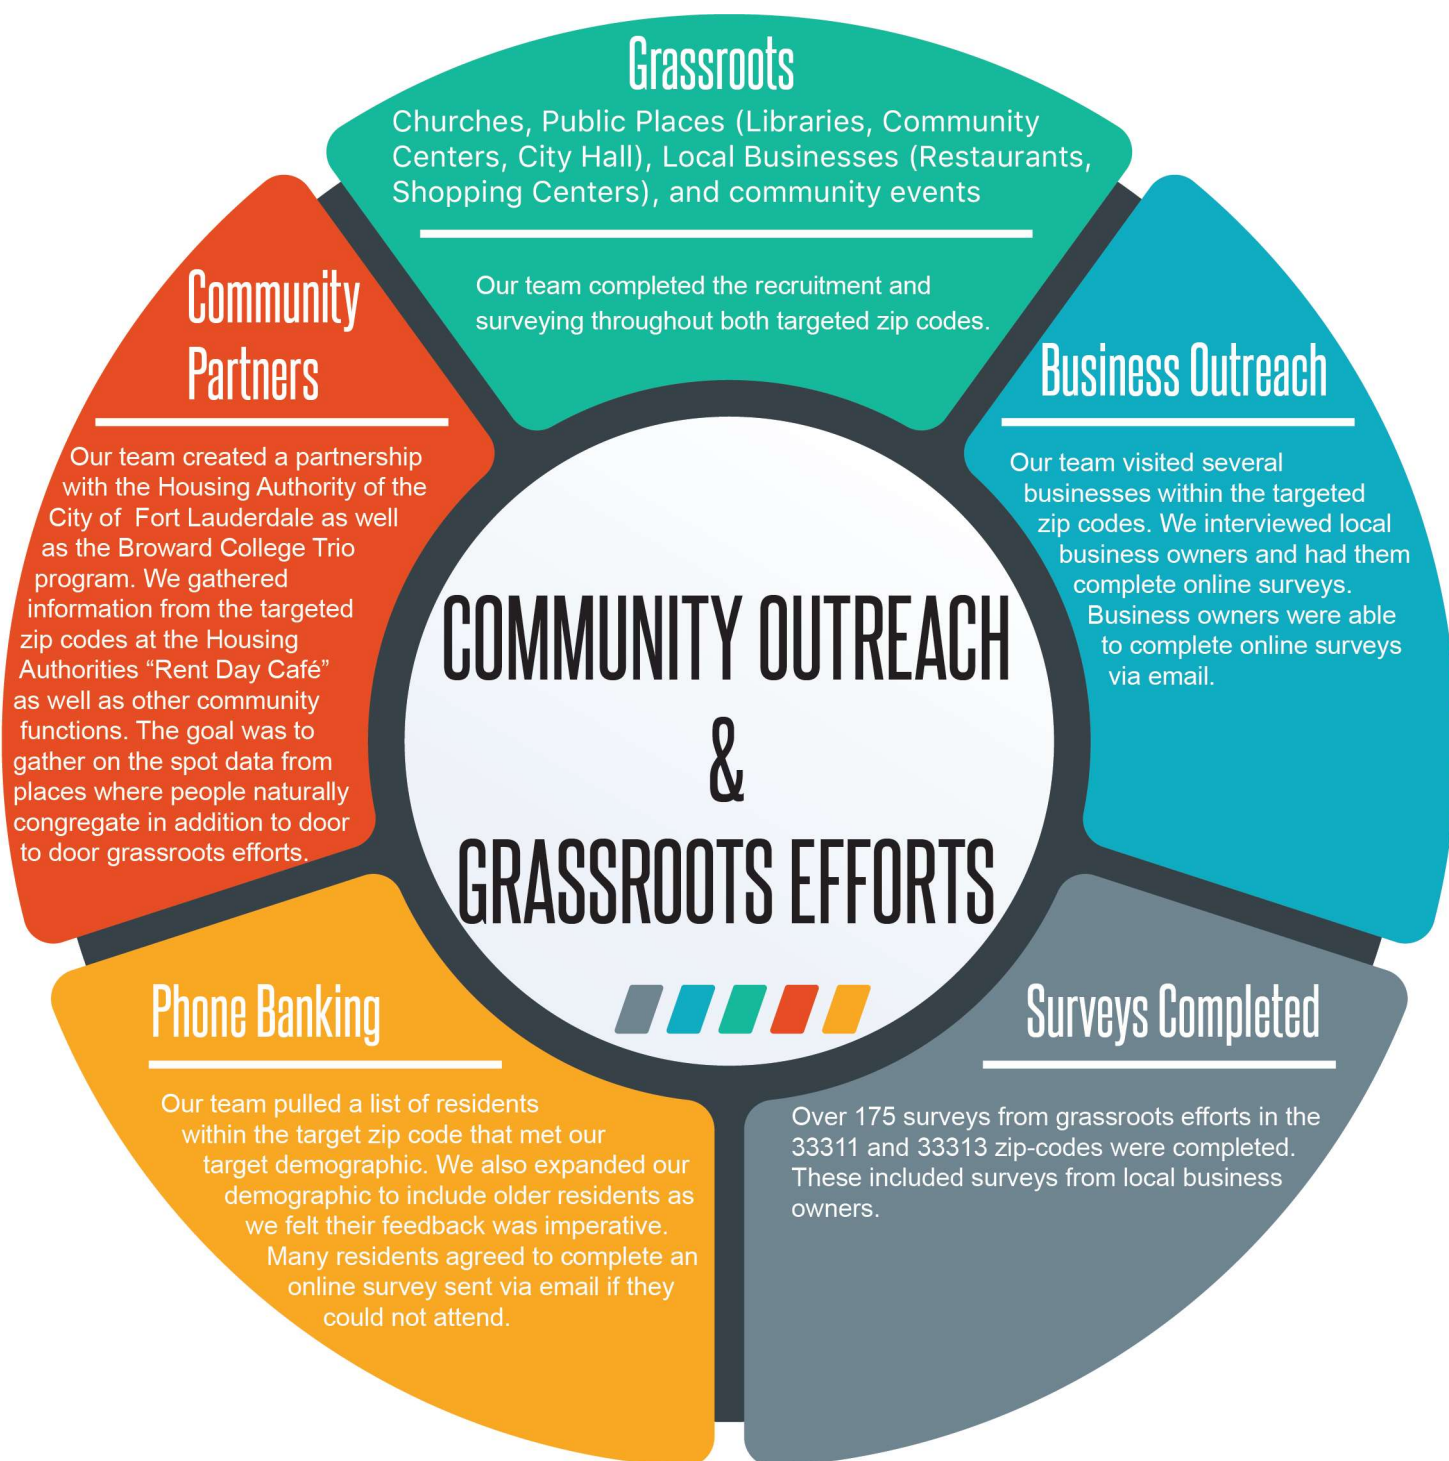 Grassroots
Churches, Public Places (Libraries, Community
Centers, City Hall), Local Businesses (Restaurants,
Shopping Centers), and community events
Our team completed the recruitment and
surveying throughout both targeted zip codes.
Community
Partners
Our team created a partnership
with the Housing Authority of the
City of Fort Lauderdale as well
as the Broward College Trio
program. We gathered
information from the targeted
zip codes at the Housing
Authorities “Rent Day Café”
as well as other community
functions. The goal was to
gather on the spot data from
places where people naturally
congregate in addition to door
to door grassroots efforts.
Business Outreach
Our team visited several
businesses within the targeted
zip codes. We interviewed local
business owners and had them
complete online surveys.
Business owners were able
to complete online surveys
via email.
COMMUNITY OUTREACH
&
GRASSROOTS EFFORTS
Phone Banking
Our team pulled a list of residents
within the target zip code that met our
target demographic. We also expanded our
demographic to include older residents as
we felt their feedback was imperative.
Many residents agreed to complete an
online survey sent via email if they
could not attend.
Surveys Completed
Over 175 surveys from grassroots efforts in the
33311 and 33313 zip-codes were completed.
These included surveys from local business
owners.